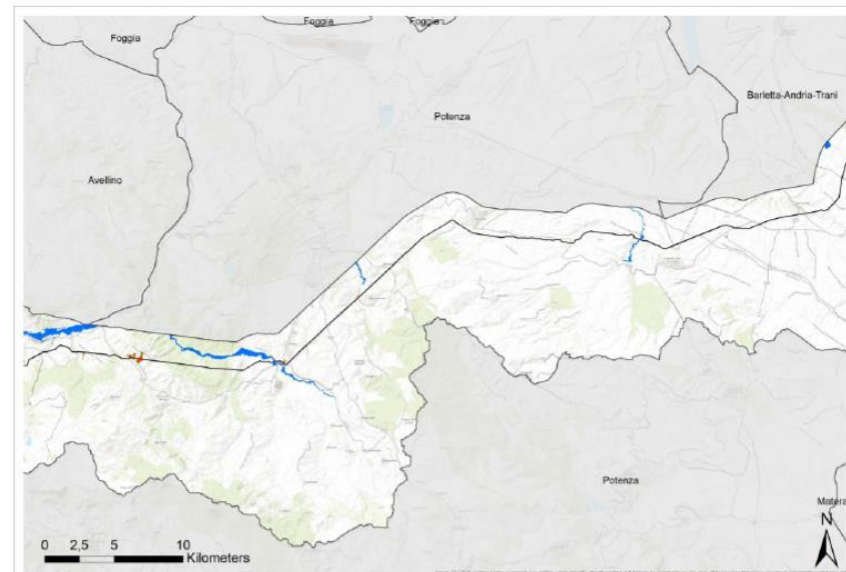 Foggia
Foggia
Foggia
Barletta-Andria-Trani
Potenza
Avellino
Potenza
Matera
N
0 2,5 5 10
Kilometers